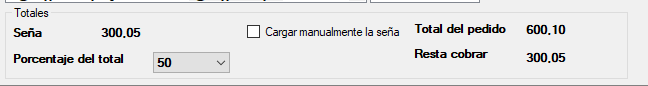 Totales
Seña 300.05
Cargar manualmente la seña
Total del pedido 600.10
Porcentaje del total 50
Resta cobrar 300.05